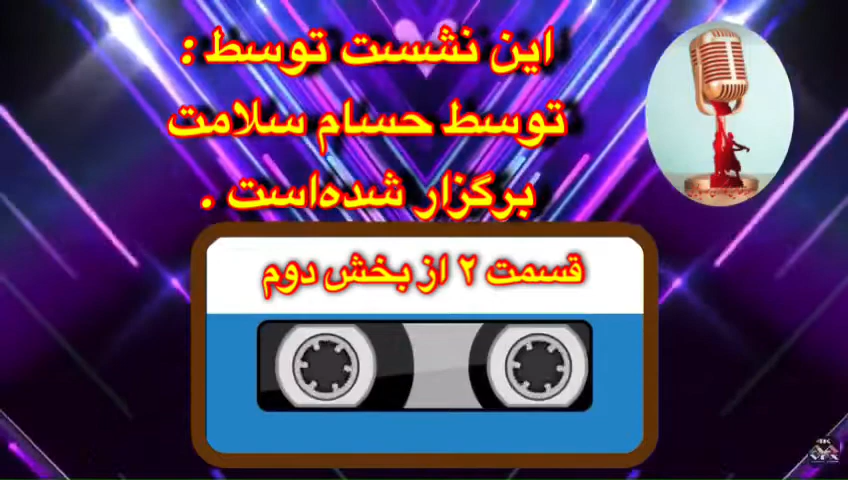 این نشست توسط :
توسط حسام سلامت
برگزار شده‌است .
قسمت ۲ از بخش دوم